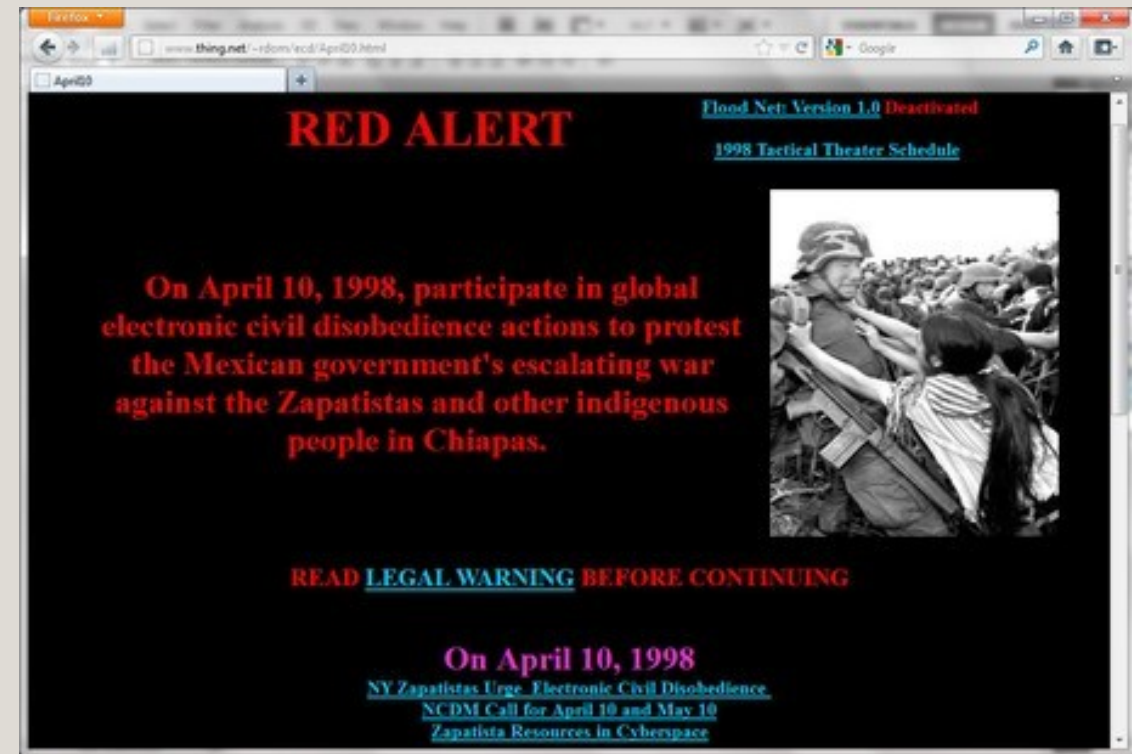 Firefox
www.thing.net/~rdom/ecd/April10.html
Google
April10
RED ALERT
Flood Net: Version 1.0 Deactivated
1998 Tactical Theater Schedule
On April 10, 1998, participate in global
electronic civil disobedience actions to protest
the Mexican government's escalating war
against the Zapatistas and other indigenous
people in Chiapas.
READ LEGAL WARNING BEFORE CONTINUING
On April 10, 1998
NY Zapatistas Urge Electronic Civil Disobedience
NCDM Call for April 10 and May 10
Zapatista Resources in Cyberspace